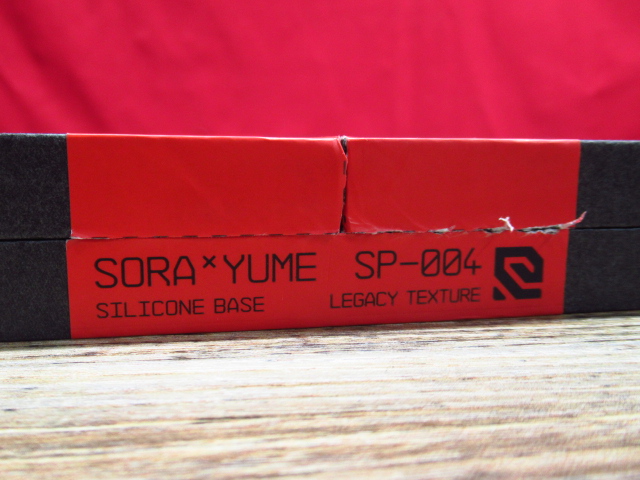 SORA×YUME SP-004
SILICONE BASE LEGACY TEXTURE